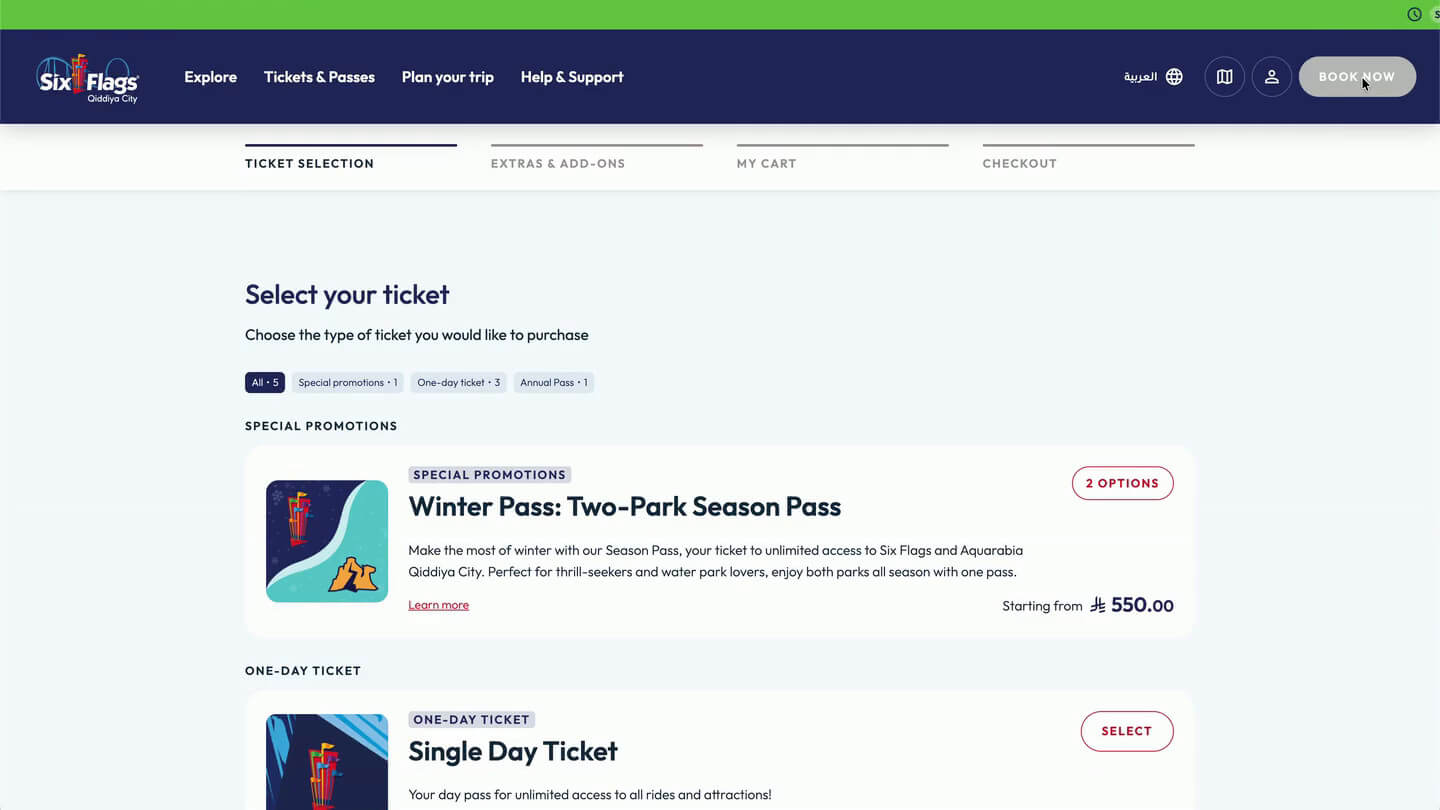 Six Flags
Qiddiya City
Explore
Tickets & Passes
Plan your trip
Help & Support
العربية
BOOK NOW
TICKET SELECTION
EXTRAS & ADD-ONS
MY CART
CHECKOUT
Select your ticket
Choose the type of ticket you would like to purchase
All • 5
Special promotions • 1
One-day ticket • 3
Annual Pass • 1
SPECIAL PROMOTIONS
SPECIAL PROMOTIONS
2 OPTIONS
Winter Pass: Two-Park Season Pass
Make the most of winter with our Season Pass, your ticket to unlimited access to Six Flags and Aquarabia
Qiddiya City. Perfect for thrill-seekers and water park lovers, enjoy both parks all season with one pass.
Learn more
Starting from 550.00
ONE-DAY TICKET
ONE-DAY TICKET
SELECT
Single Day Ticket
Your day pass for unlimited access to all rides and attractions!